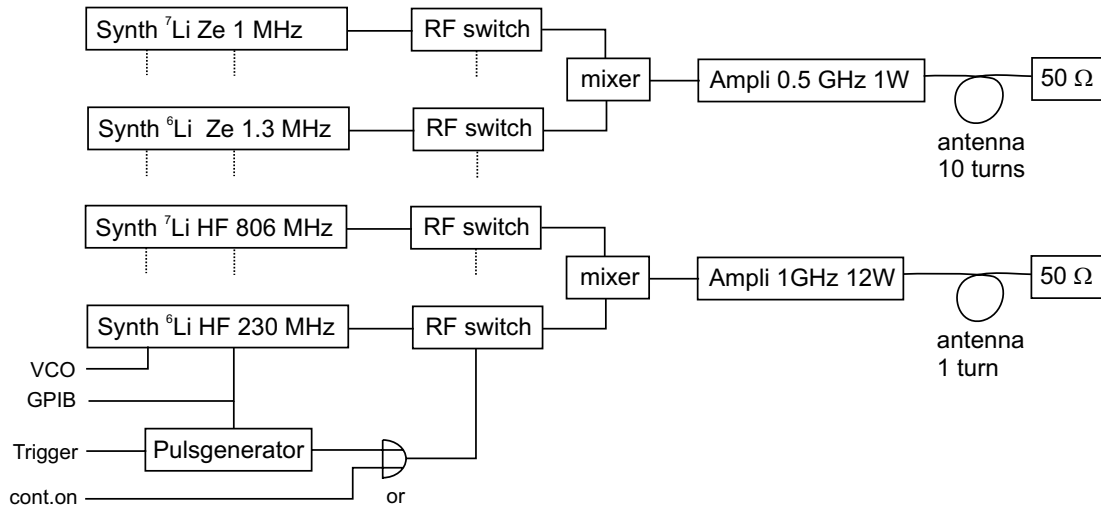 Synth ⁷Li Ze 1 MHz
RF switch
mixer
Ampli 0.5 GHz 1W
50 Ω
antenna
10 turns
Synth ⁶Li Ze 1.3 MHz
RF switch
Synth ⁷Li HF 806 MHz
RF switch
mixer
Ampli 1GHz 12W
50 Ω
antenna
1 turn
Synth ⁶Li HF 230 MHz
RF switch
VCO
GPIB
Trigger
Pulsgenerator
cont.on
or